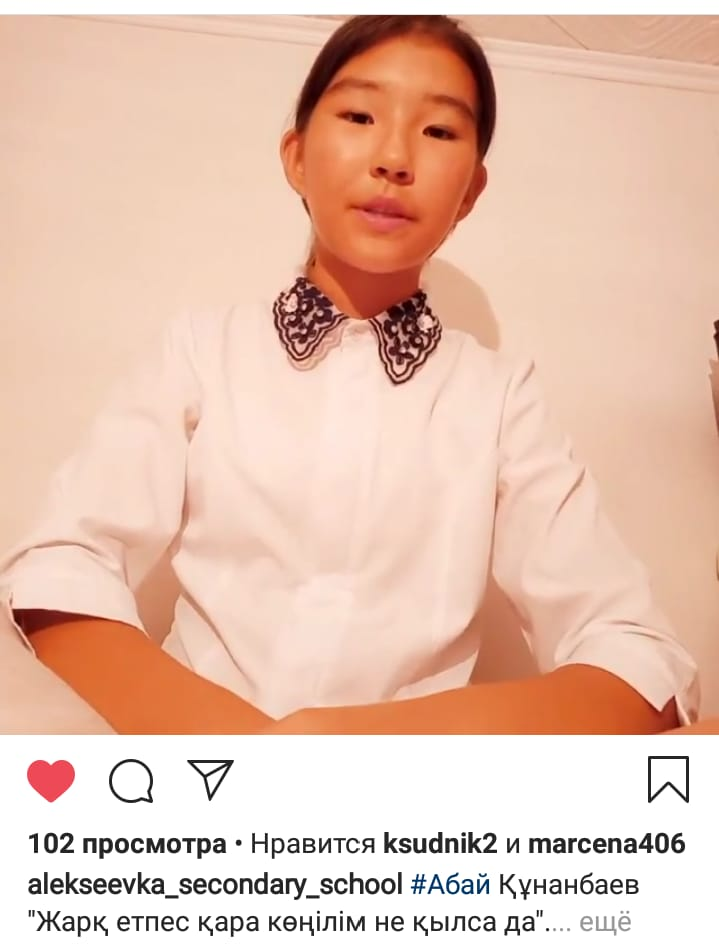 102 просмотра • Нравится ksudnik2 и marcena406
alekseevka_secondary_school #Абай Құнанбаев
"Жарқ етпес қара көңілім не қылса да".... ещё